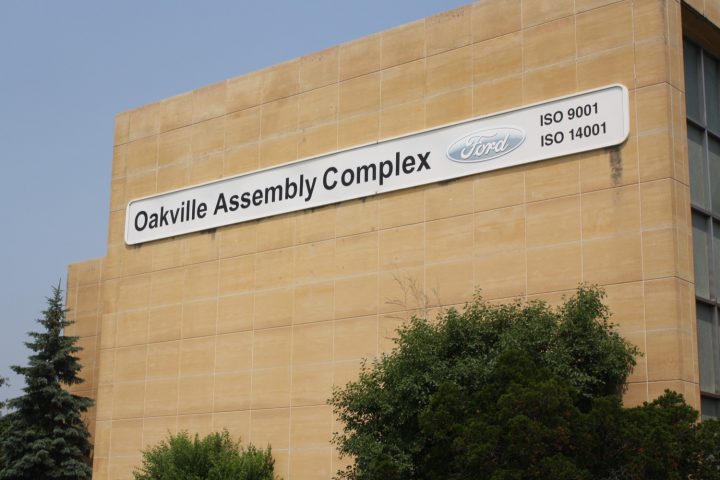 Oakville Assembly Complex Ford
ISO 9001
ISO 14001